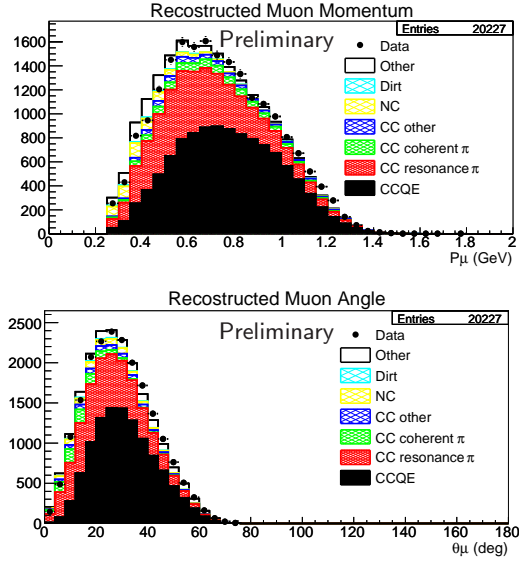 Recostructed Muon Momentum
Entries 20227
Preliminary
1600
1400
1200
1000
800
600
400
200
0
Data
Other
Dirt
NC
CC other
CC coherent π
CC resonance π
CCQE
0 0.2 0.4 0.6 0.8 1 1.2 1.4 1.6 1.8 2
Pμ (GeV)
Recostructed Muon Angle
Entries 20227
Preliminary
2500
2000
1500
1000
500
0
Data
Other
Dirt
NC
CC other
CC coherent π
CC resonance π
CCQE
0 20 40 60 80 100 120 140 160 180
θμ (deg)